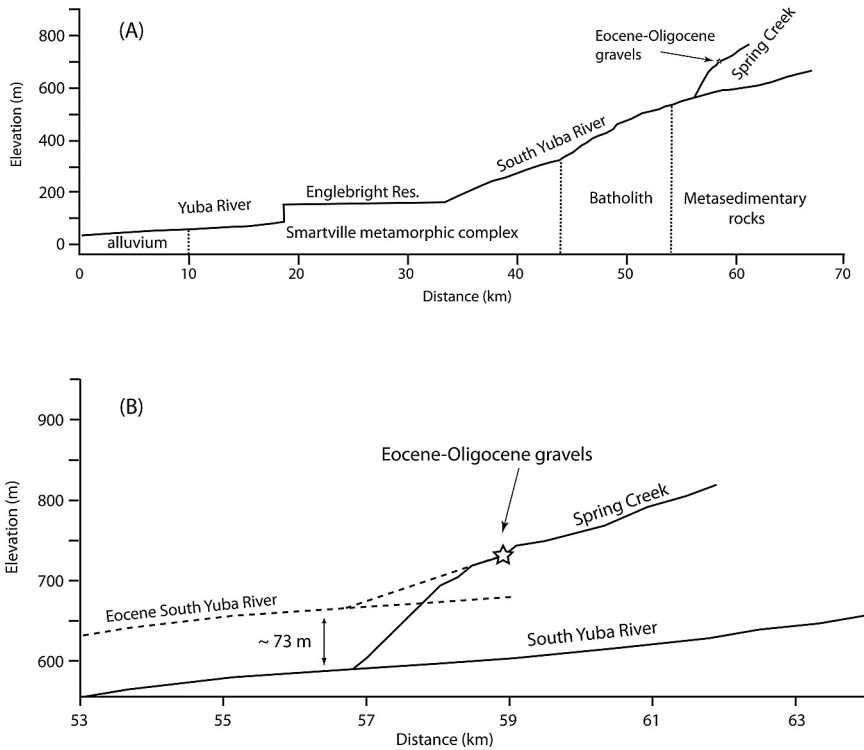 (A)
800
600
400
200
0
Elevation (m)
Eocene-Oligocene
gravels
Spring Creek
South Yuba River
Yuba River
Englebright Res.
Batholith
Metasedimentary
rocks
alluvium
Smartville metamorphic complex
0 10 20 30 40 50 60 70
Distance (km)
(B)
900
800
700
600
Elevation (m)
Eocene-Oligocene gravels
Spring Creek
Eocene South Yuba River
~ 73 m
South Yuba River
53 55 57 59 61 63
Distance (km)